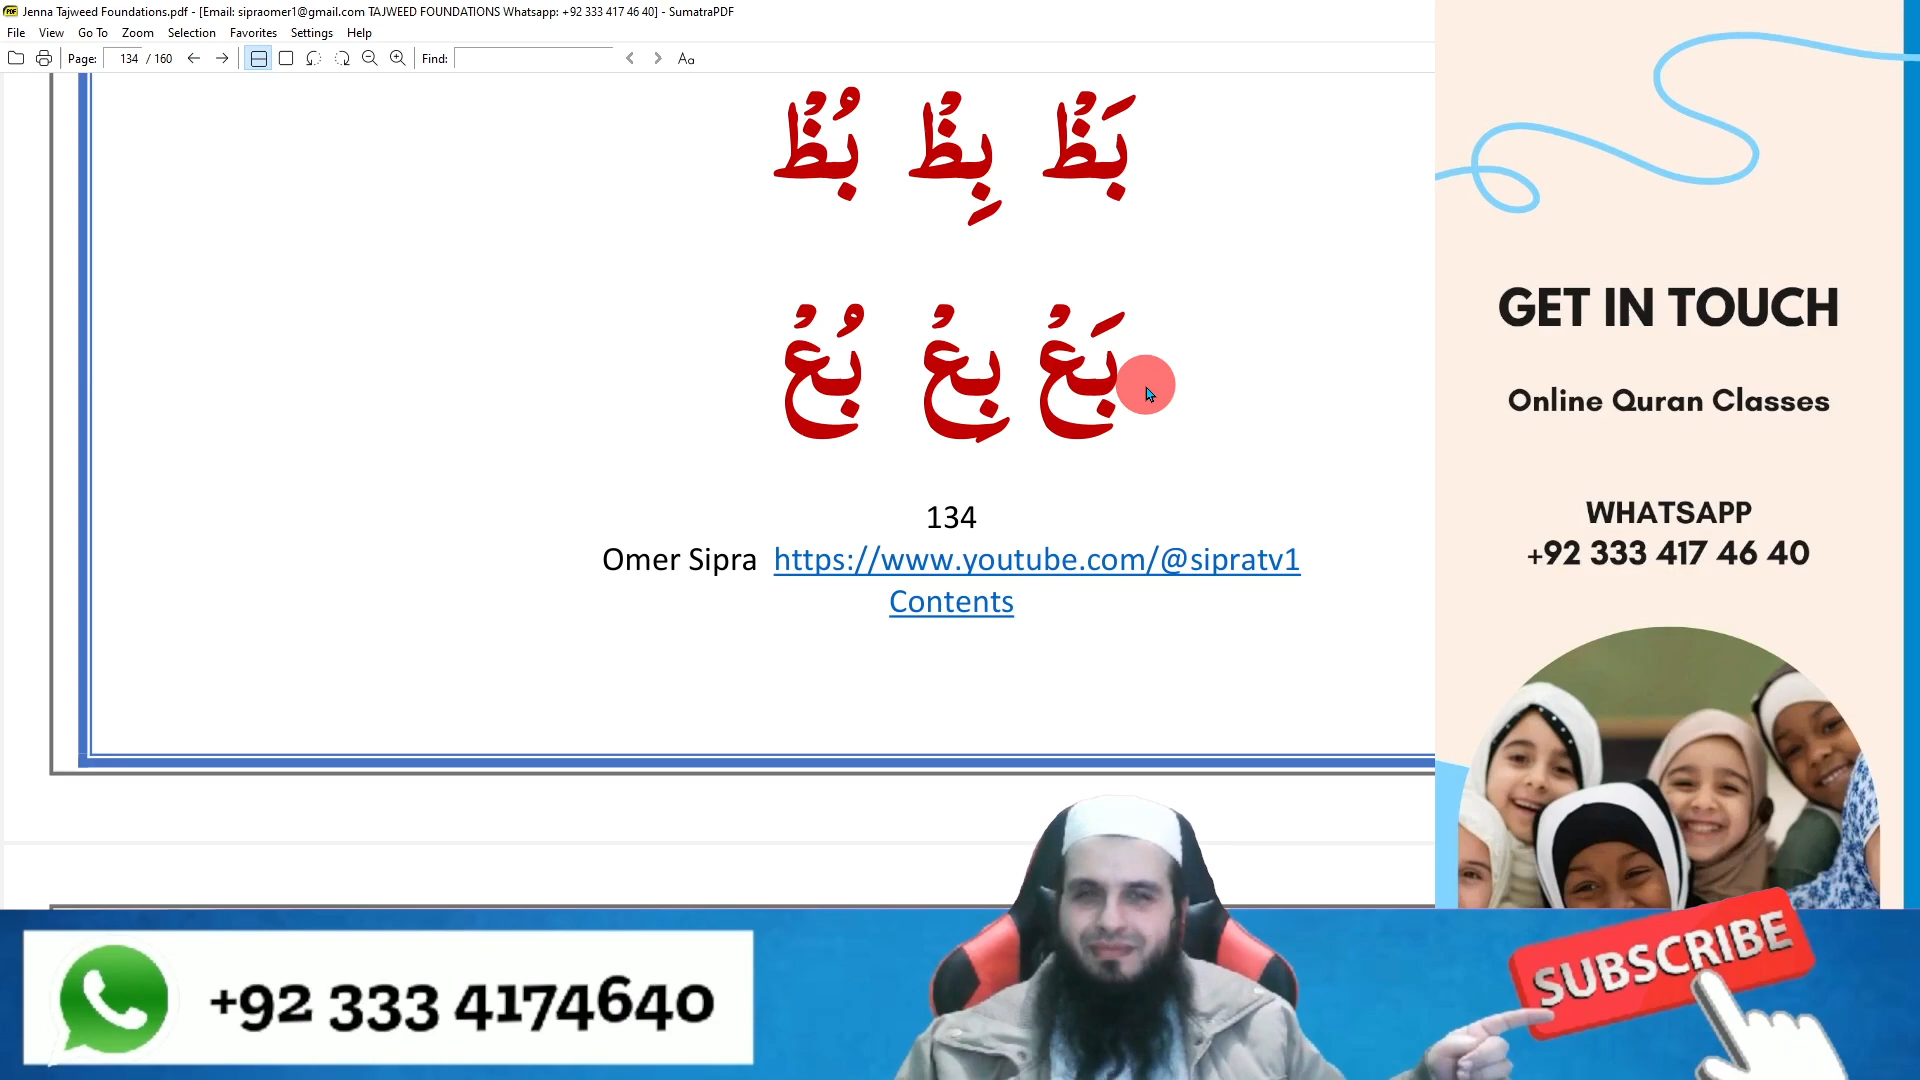 Jenna Tajweed Foundations.pdf - [Email: sipraomer1@gmail.com TAJWEED FOUNDATIONS Whatsapp: +92 333 417 46 40] - SumatraPDF
File View Go To Zoom Selection Favorites Settings Help
Page: 134 / 160 Find: Aa
بَظۡ بِظۡ بُظۡ
بَعۡ بِعۡ بُعۡ
134
Omer Sipra https://www.youtube.com/@sipratv1
Contents
GET IN TOUCH
Online Quran Classes
WHATSAPP
+92 333 417 46 40
+92 333 4174640
SUBSCRIBE